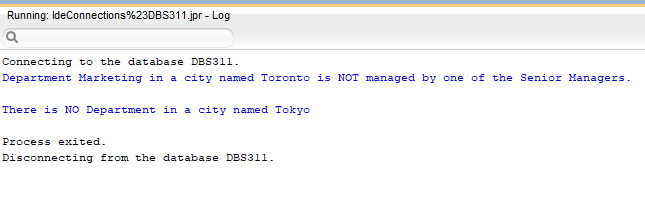 Running: IdeConnections%23DBS311.jpr - Log
Connecting to the database DBS311.
Department Marketing in a city named Toronto is NOT managed by one of the Senior Managers.
There is NO Department in a city named Tokyo
Process exited.
Disconnecting from the database DBS311.